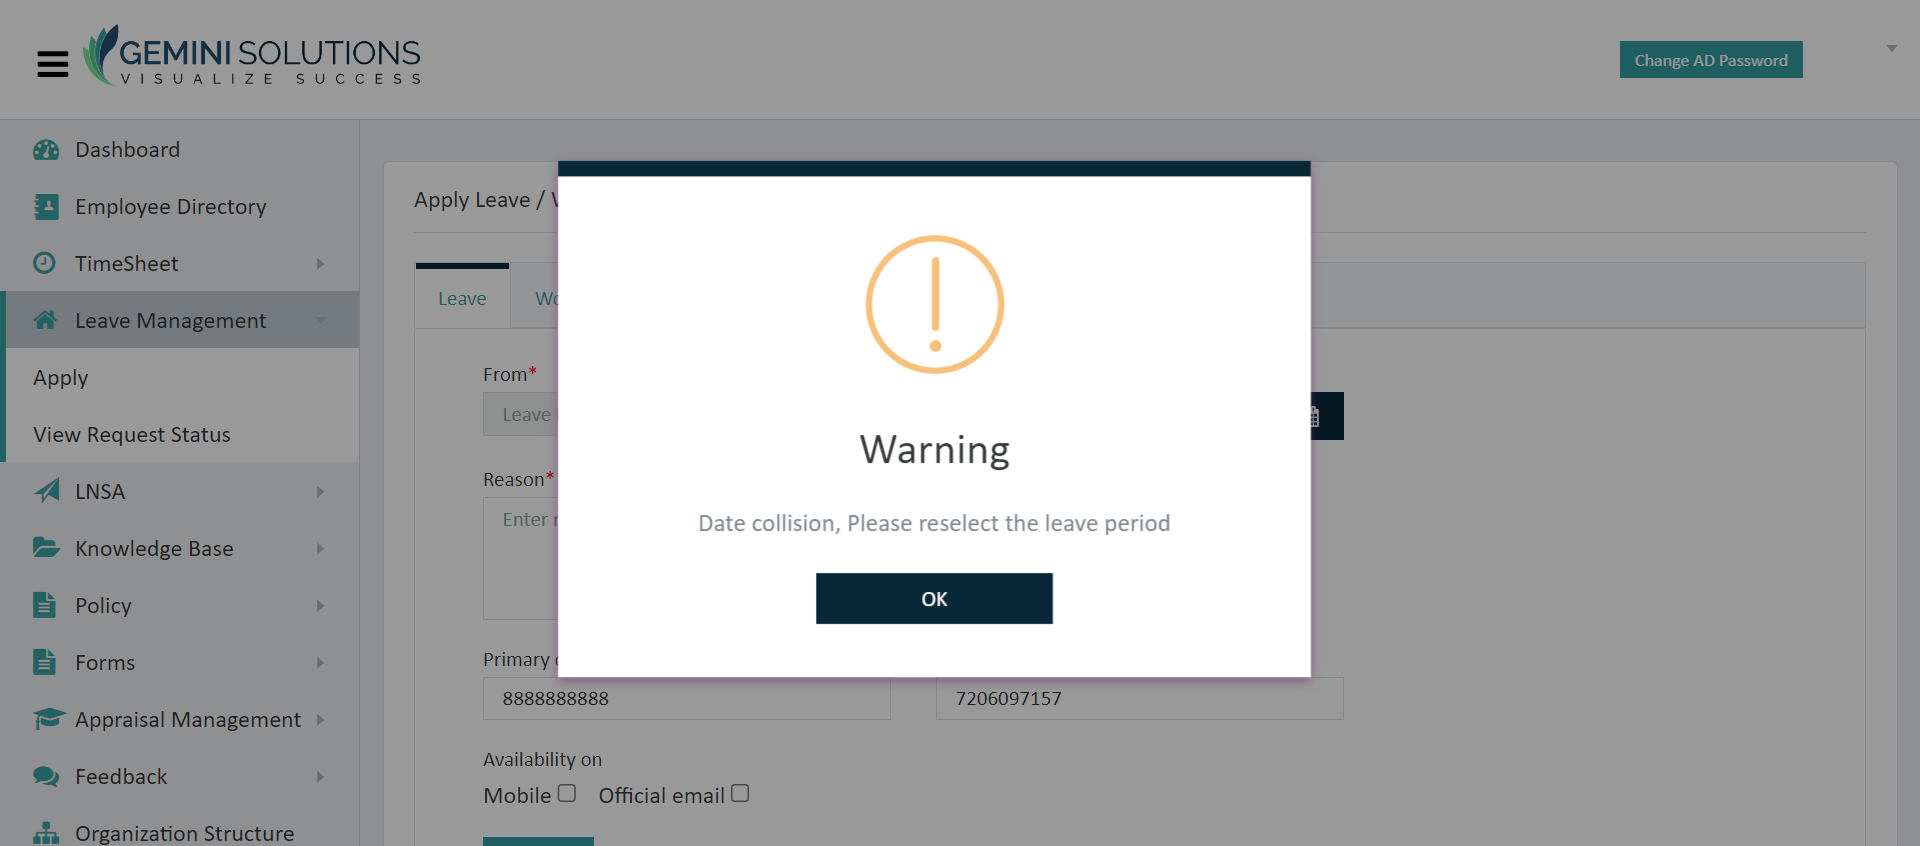 GEMINI SOLUTIONS
VISUALIZE SUCCESS
Change AD Password
Dashboard
Employee Directory
TimeSheet
Leave Management
Apply
View Request Status
LNSA
Knowledge Base
Policy
Forms
Appraisal Management
Feedback
Organization Structure
Apply Leave /
Leave
From*
Leave
Reason*
Enter
Primary
8888888888
7206097157
Availability on
Mobile
Official email
Warning
Date collision, Please reselect the leave period
OK